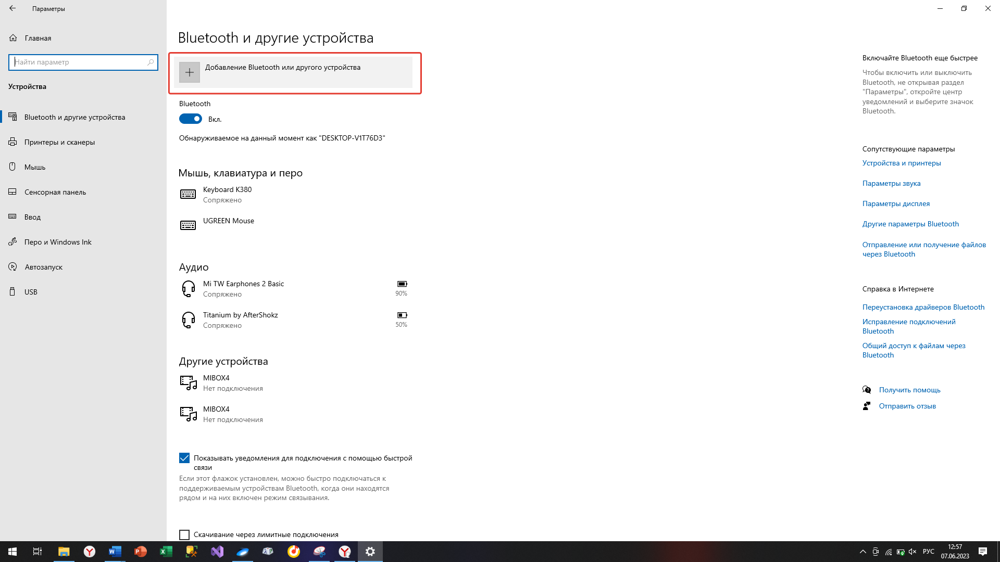 Параметры
Главная
Найти параметр
Устройства
Bluetooth и другие устройства
Принтеры и сканеры
Мышь
Сенсорная панель
Ввод
Перо и Windows Ink
Автозапуск
USB
Bluetooth и другие устройства
Добавление Bluetooth или другого устройства
Bluetooth
Вкл.
Обнаруживаемое на данный момент как "DESKTOP-V1T76D3"
Мышь, клавиатура и перо
Keyboard K380
Сопряжено
UGREEN Mouse
Аудио
Mi TW Earphones 2 Basic
Сопряжено
90%
Titanium by AfterShokz
Сопряжено
50%
Другие устройства
MIBOX4
Нет подключения
MIBOX4
Нет подключения
Показывать уведомления для подключения с помощью быстрой
связи
Если этот флажок установлен, можно быстро подключаться к
поддерживаемым устройствам Bluetooth, когда они находятся
рядом и на них включен режим связывания.
Скачивание через лимитные подключения
Включайте Bluetooth еще быстрее
Чтобы включить или выключить
Bluetooth, не открывая раздел
"Параметры", откройте центр
уведомлений и выберите значок
Bluetooth.
Сопутствующие параметры
Устройства и принтеры
Параметры звука
Параметры дисплея
Другие параметры Bluetooth
Отправление или получение файлов
через Bluetooth
Справка в Интернете
Переустановка драйверов Bluetooth
Исправление подключений
Bluetooth
Общий доступ к файлам через
Bluetooth
Получить помощь
Отправить отзыв
РУС
12:57
07.06.2023